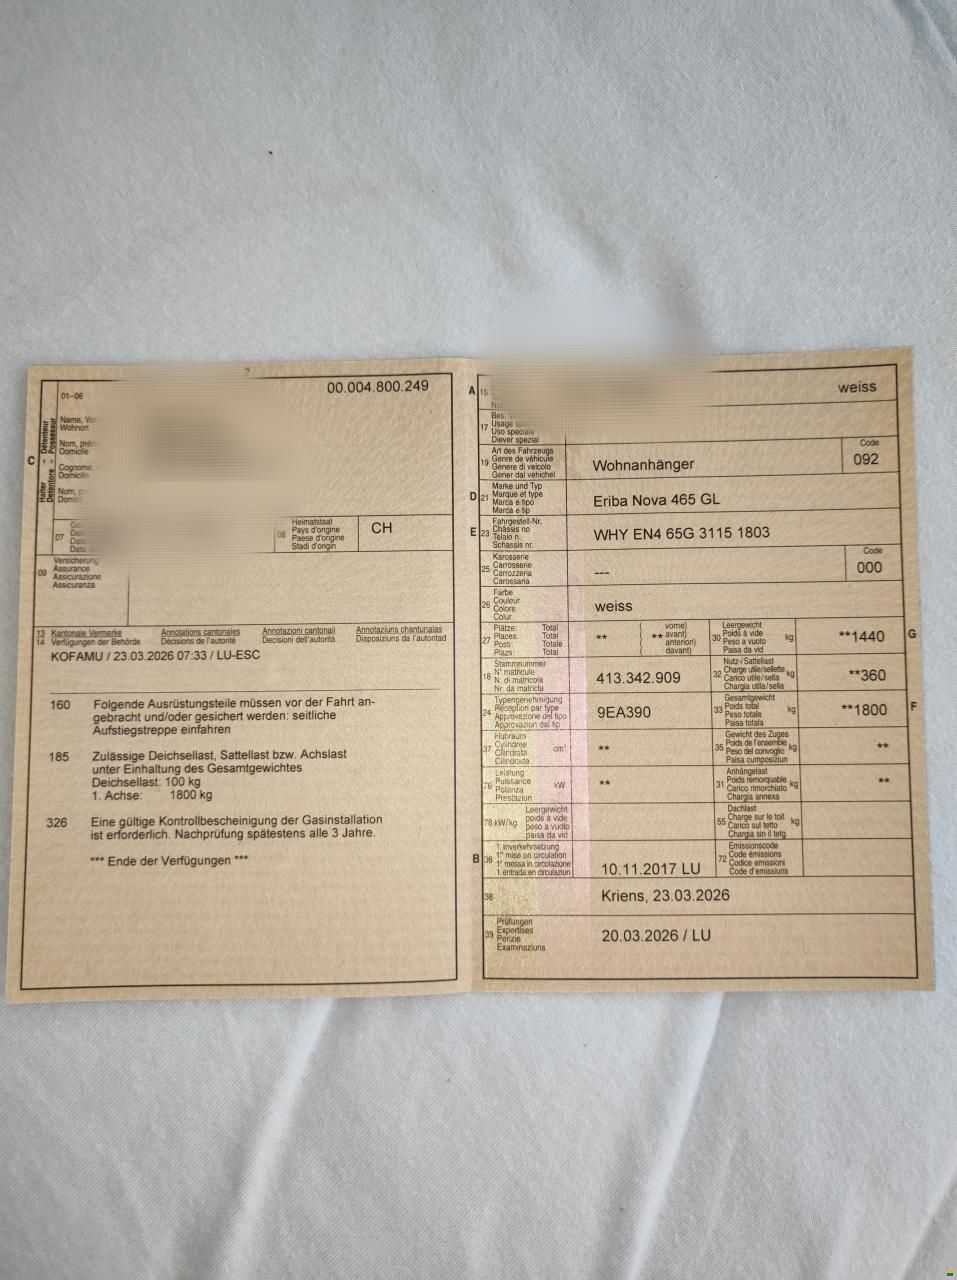 00.004.800.249
01–06
C
Halter
Détenteur
Detentore
Possessur
Name, Vo
Wohnort
Nom, prén
Domicile
Cognome,
Domicilio
Num, p
Domic
07
Data
Data
08
Heimatstaat
Pays d'origine
Paese d'origine
Stadi d'origin
CH
09
Versicherung
Assurance
Assicurazione
Assicuranza
13
14
Kantonale Vermerke
Verfügungen der Behörde
Annotations cantonales
Décisions de l'autorité
Annotazioni cantonali
Decisioni dell'autorità
Annotaziuns chantunalas
Disposiziuns da l'autoritad
KOFAMU / 23.03.2026 07:33 / LU-ESC
160 Folgende Ausrüstungsteile müssen vor der Fahrt an-
gebracht und/oder gesichert werden: seitliche
Aufstiegstreppe einfahren
185 Zulässige Deichsellast, Sattellast bzw. Achslast
unter Einhaltung des Gesamtgewichtes
Deichsellast: 100 kg
1. Achse: 1800 kg
326 Eine gültige Kontrollbescheinigung der Gasinstallation
ist erforderlich. Nachprüfung spätestens alle 3 Jahre.
*** Ende der Verfügungen ***
A 15
weiss
17
Bes. V
Usage spé
Uso speciale
Diever spezial
19
Art des Fahrzeugs
Genre de véhicule
Genere di veicolo
Gener dal vehichel
Wohnanhänger
Code
092
D 21
Marke und Typ
Marque et type
Marca e tipo
Marca e tip
Eriba Nova 465 GL
E 23
Fahrgestell-Nr.
Châssis no
Telaio n.
Schassis nr.
WHY EN4 65G 3115 1803
25
Karosserie
Carrosserie
Carrozzeria
Carossaria
---
Code
000
26
Farbe
Couleur
Colore
Colur
weiss
27
Plätze: Total
Places: Total
Posti: Totale
Plazs: Total
**
vorne)
** avant)
anteriori)
davant)
30
Leergewicht
Poids à vide
Peso a vuoto
Paisa da vid
kg
**1440
G
18
Stammnummer
N° matricule
N. di matricola
Nr. da matricla
413.342.909
32
Nutz-/Sattellast
Charge utile/sellette
Carico utile/sella
Chargia utila/sella
kg
**360
24
Typengenehmigung
Réception par type
Approvazione del tipo
Approvaziun dal tip
9EA390
33
Gesamtgewicht
Poids total
Peso totale
Paisa totala
kg
**1800
F
37
Hubraum
Cylindrée
Cilindrata
Cilindrada
cm³
**
35
Gewicht des Zuges
Poids de l'ensemble
Peso del convoglio
Paisa cumposiziun
kg
**
76
Leistung
Puissance
Potenza
Prestaziun
kW
**
31
Anhängelast
Poids remorquable
Carico rimorchiato
Chargia annexa
kg
**
78 kW/kg
Leergewicht
poids à vide
peso a vuoto
paisa da vid
55
Dachlast
Charge sur le toit
Carico sul tetto
Chargia sin il tetg
kg
B 36
1. Inverkehrsetzung
1re mise en circulation
1a messa in circolazione
1. entrada en circulaziun
10.11.2017 LU
72
Emissionscode
Code émissions
Codice emissioni
Code d'emissiuns
38
Kriens, 23.03.2026
39
Prüfungen
Expertises
Perizie
Examinaziuns
20.03.2026 / LU